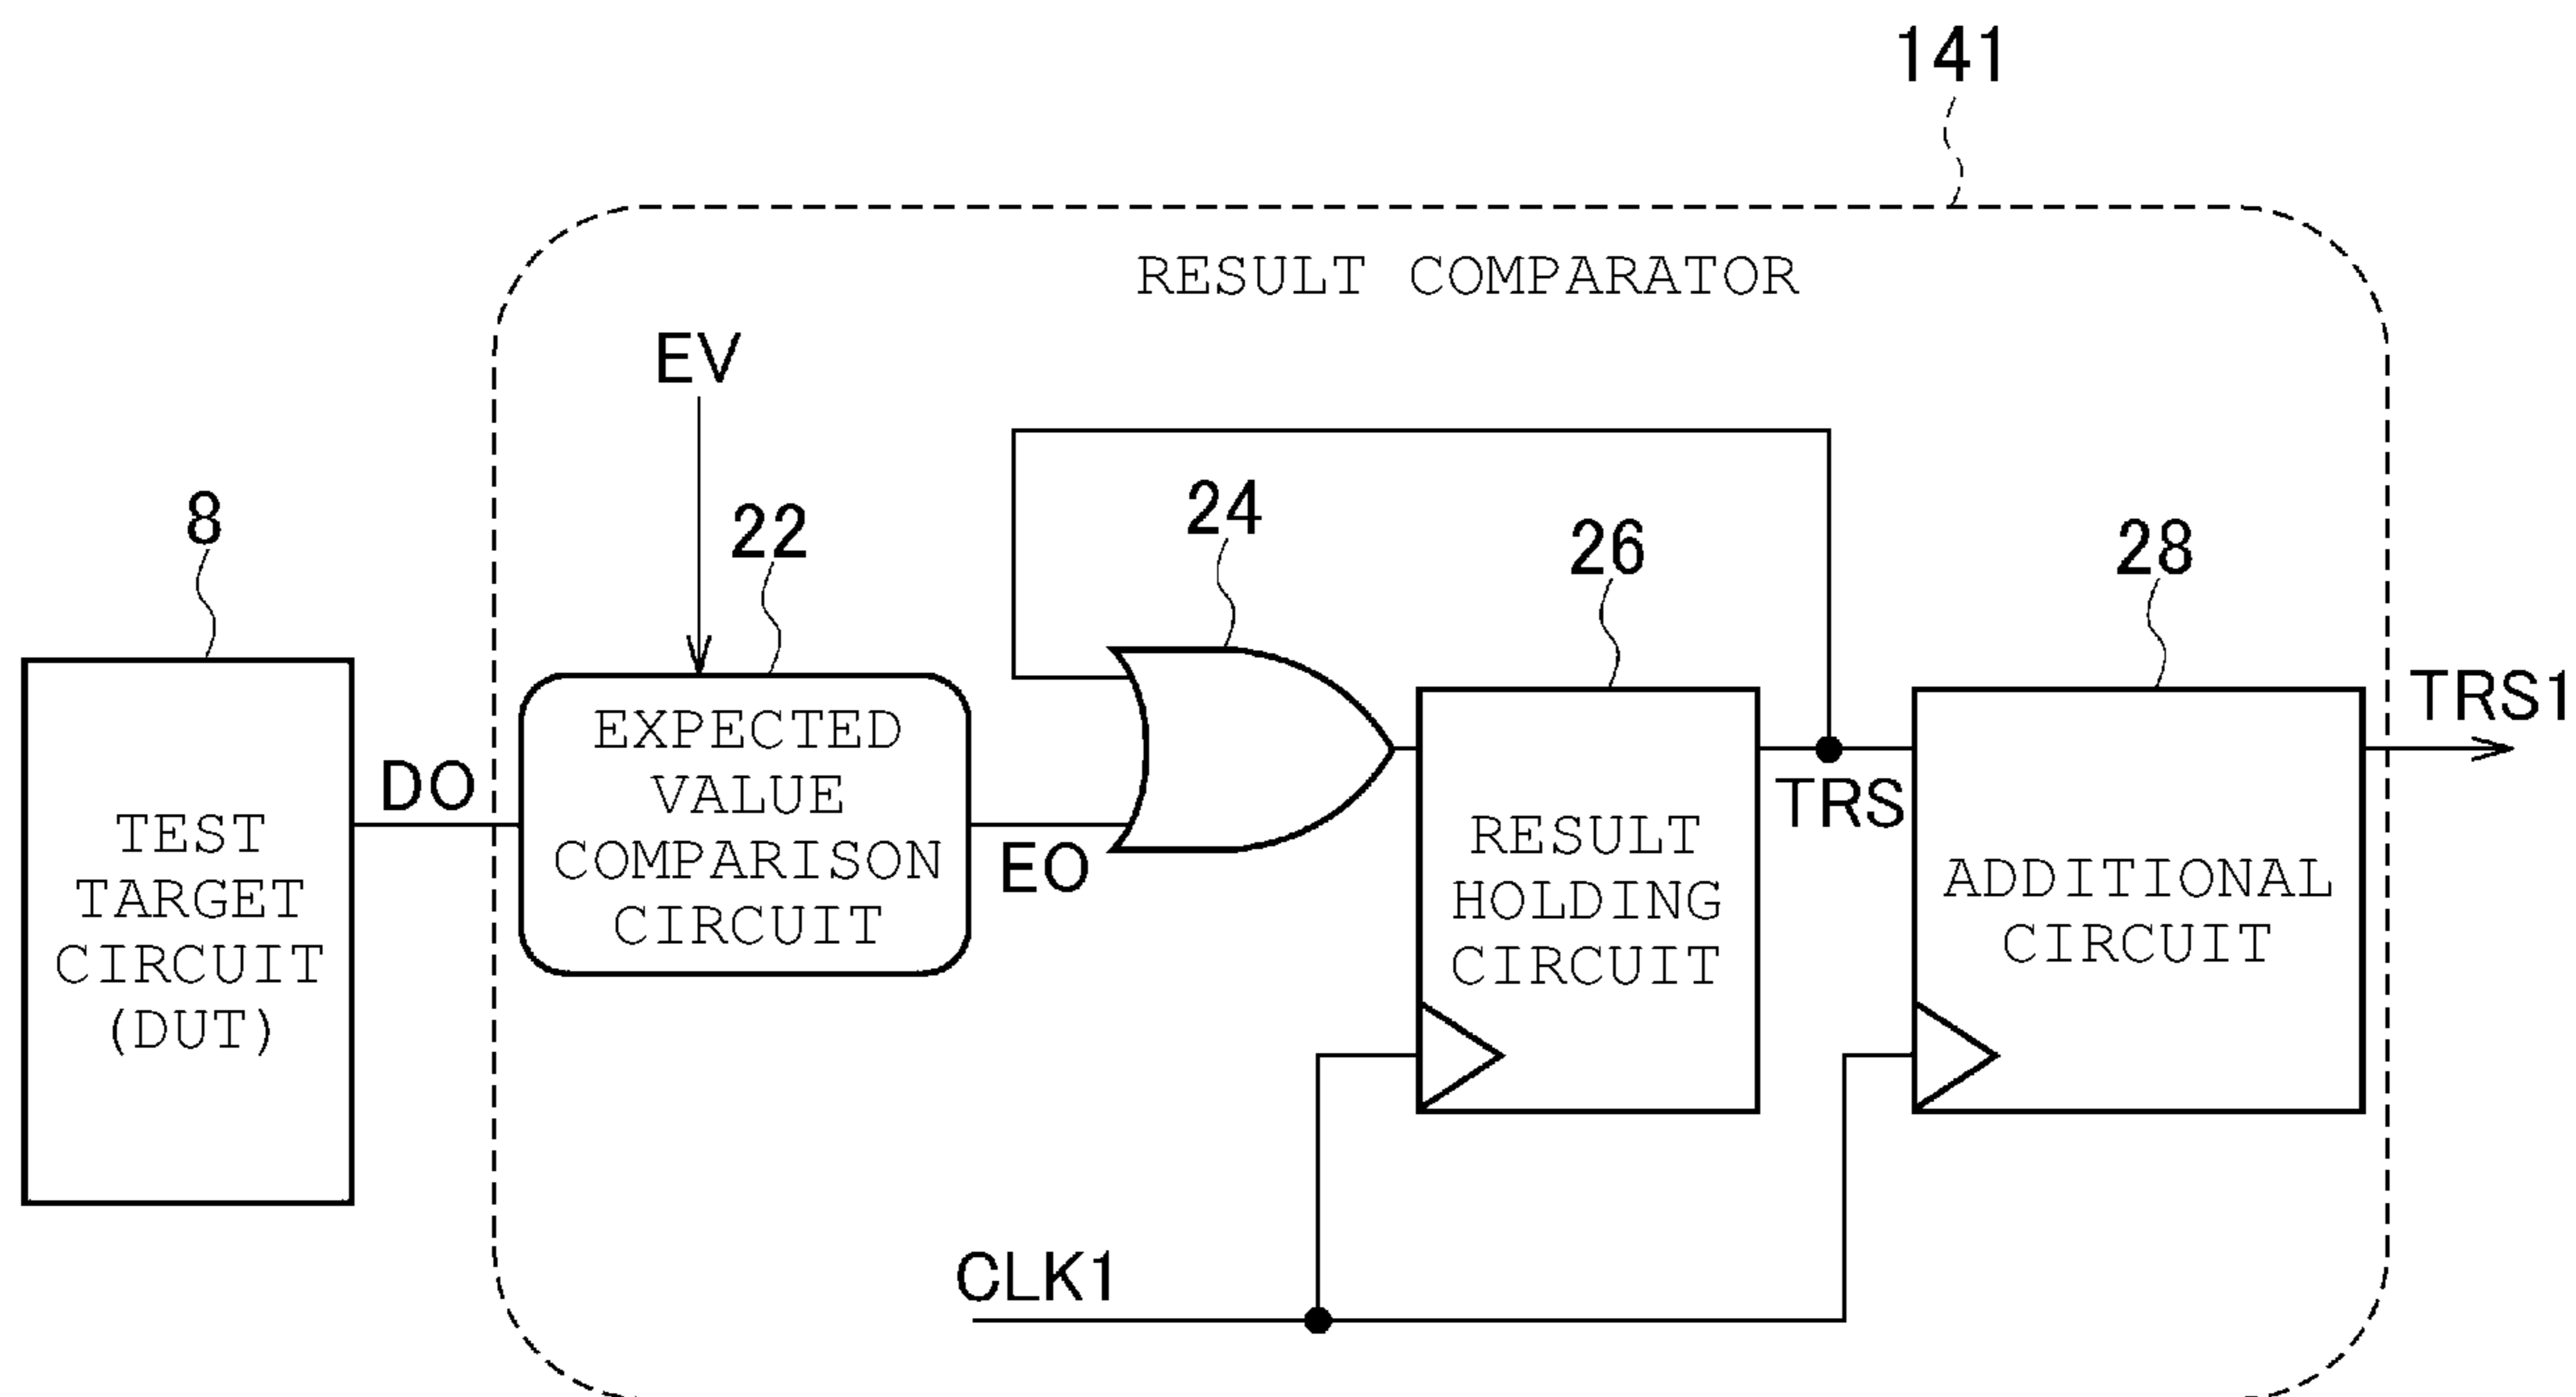 141
RESULT COMPARATOR
EV
8
22
24
26
28
TEST
TARGET
CIRCUIT
(DUT)
DO
EXPECTED
VALUE
COMPARISON
CIRCUIT
EO
RESULT
HOLDING
CIRCUIT
TRS
ADDITIONAL
CIRCUIT
TRS1
CLK1